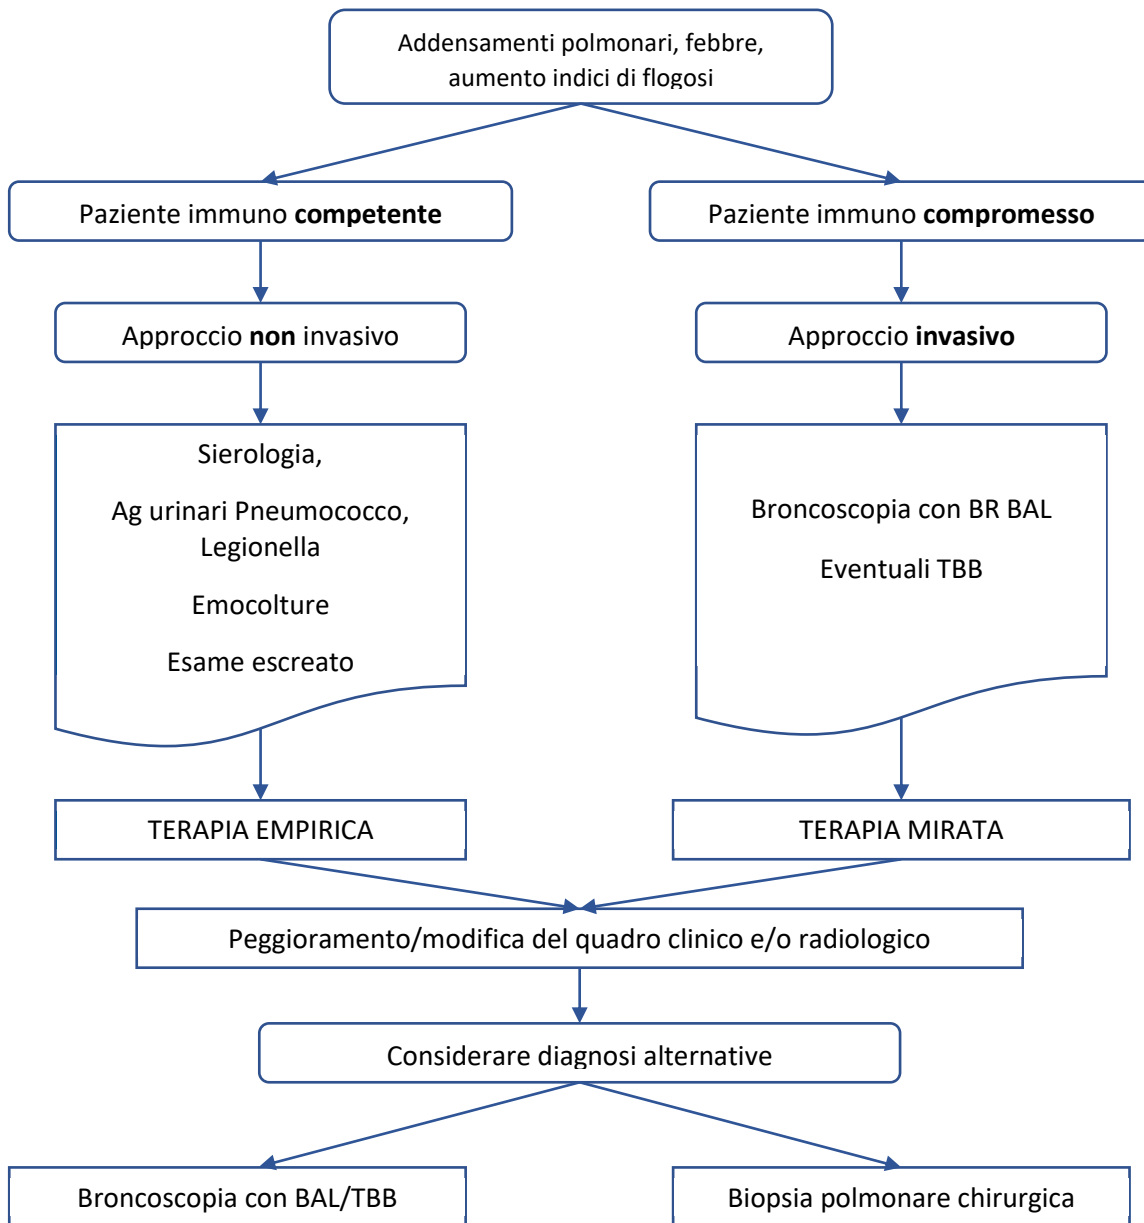 Addensamenti polmonari, febbre,
aumento indici di flogosi
Paziente immuno competente
Paziente immuno compromesso
Approccio non invasivo
Approccio invasivo
Sierologia,
Ag urinari Pneumococco,
Legionella
Emocolture
Esame escreato
Broncoscopia con BR BAL
Eventuali TBB
TERAPIA EMPIRICA
TERAPIA MIRATA
Peggioramento/modifica del quadro clinico e/o radiologico
Considerare diagnosi alternative
Broncoscopia con BAL/TBB
Biopsia polmonare chirurgica